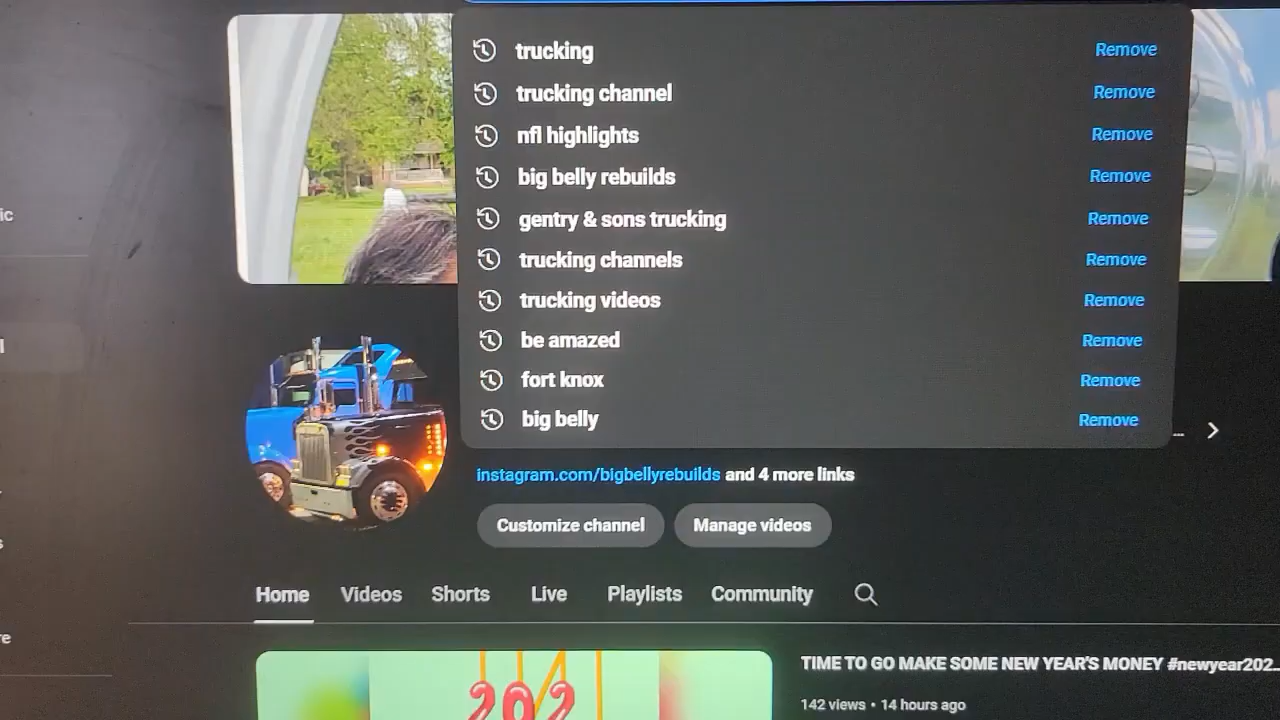 trucking Remove
trucking channel Remove
nfl highlights Remove
big belly rebuilds Remove
gentry & sons trucking Remove
trucking channels Remove
trucking videos Remove
be amazed Remove
fort knox Remove
big belly Remove
instagram.com/bigbellyrebuilds and 4 more links
Customize channel Manage videos
Home Videos Shorts Live Playlists Community
TIME TO GO MAKE SOME NEW YEAR'S MONEY #newyear202...
142 views • 14 hours ago
202